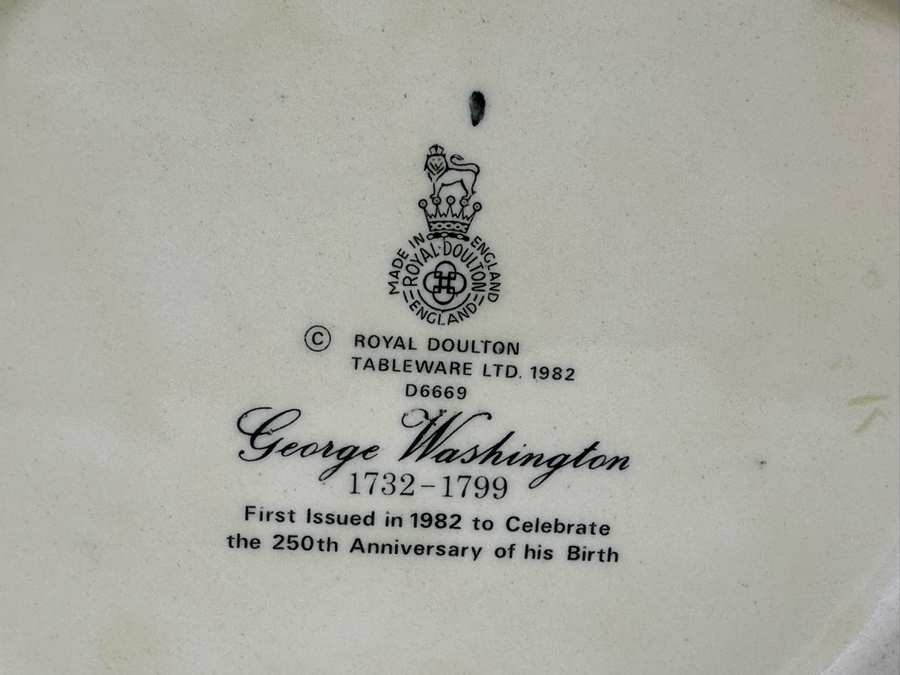 MADE IN ENGLAND
ROYAL·DOULTON
ENGLAND
© ROYAL DOULTON
TABLEWARE LTD. 1982
D6669
George Washington
1732-1799
First Issued in 1982 to Celebrate
the 250th Anniversary of his Birth